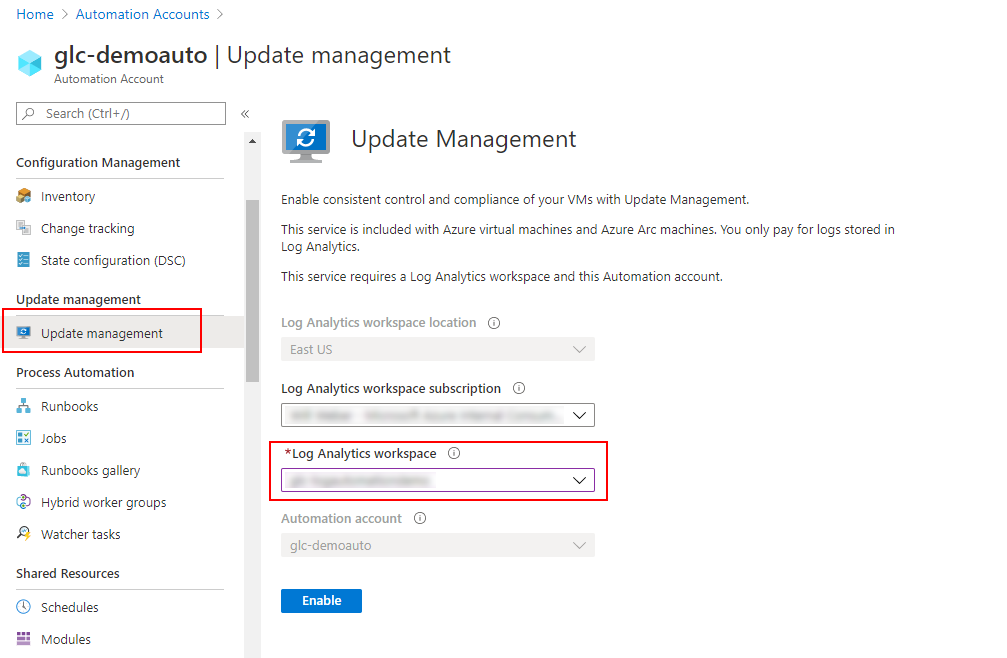 Home > Automation Accounts >
glc-demoauto | Update management
Automation Account
Search (Ctrl+/)
«
Configuration Management
Inventory
Change tracking
State configuration (DSC)
Update management
Update management
Process Automation
Runbooks
Jobs
Runbooks gallery
Hybrid worker groups
Watcher tasks
Shared Resources
Schedules
Modules
Update Management
Enable consistent control and compliance of your VMs with Update Management.
This service is included with Azure virtual machines and Azure Arc machines. You only pay for logs stored in
Log Analytics.
This service requires a Log Analytics workspace and this Automation account.
Log Analytics workspace location
East US
Log Analytics workspace subscription
*Log Analytics workspace
Automation account
glc-demoauto
Enable